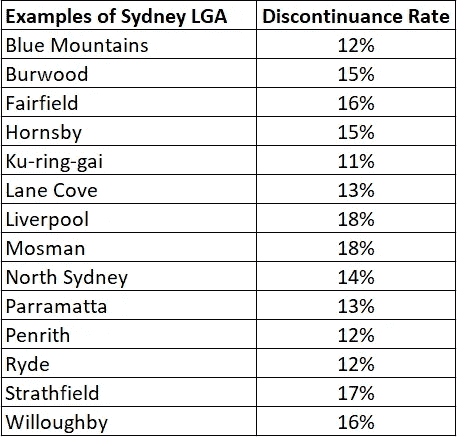 Examples of Sydney LGA Discontinuance Rate
Blue Mountains 12%
Burwood 15%
Fairfield 16%
Hornsby 15%
Ku-ring-gai 11%
Lane Cove 13%
Liverpool 18%
Mosman 18%
North Sydney 14%
Parramatta 13%
Penrith 12%
Ryde 12%
Strathfield 17%
Willoughby 16%